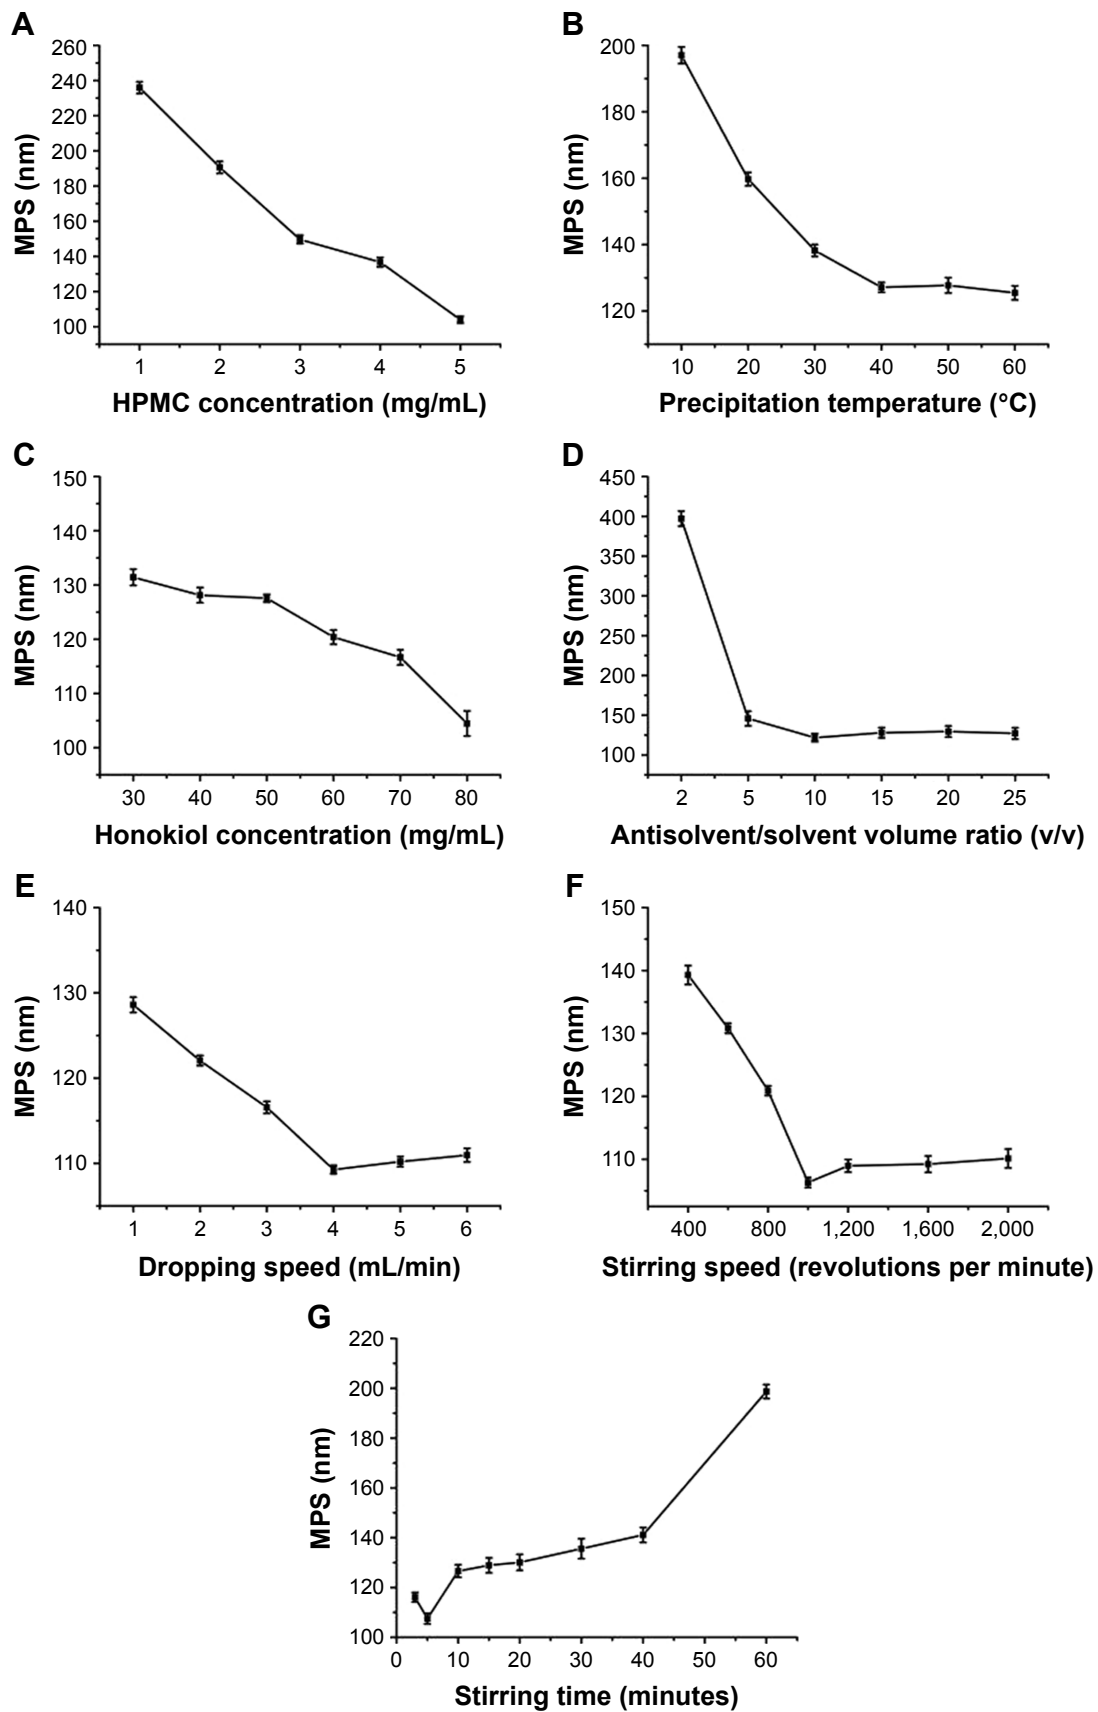 A
MPS (nm)
260
240
220
200
180
160
140
120
100
1 2 3 4 5
HPMC concentration (mg/mL)
B
MPS (nm)
200
180
160
140
120
10 20 30 40 50 60
Precipitation temperature (°C)
C
MPS (nm)
150
140
130
120
110
100
30 40 50 60 70 80
Honokiol concentration (mg/mL)
D
MPS (nm)
450
400
350
300
250
200
150
100
2 5 10 15 20 25
Antisolvent/solvent volume ratio (v/v)
E
MPS (nm)
140
130
120
110
1 2 3 4 5 6
Dropping speed (mL/min)
F
MPS (nm)
150
140
130
120
110
400 800 1,200 1,600 2,000
Stirring speed (revolutions per minute)
G
MPS (nm)
220
200
180
160
140
120
100
0 10 20 30 40 50 60
Stirring time (minutes)